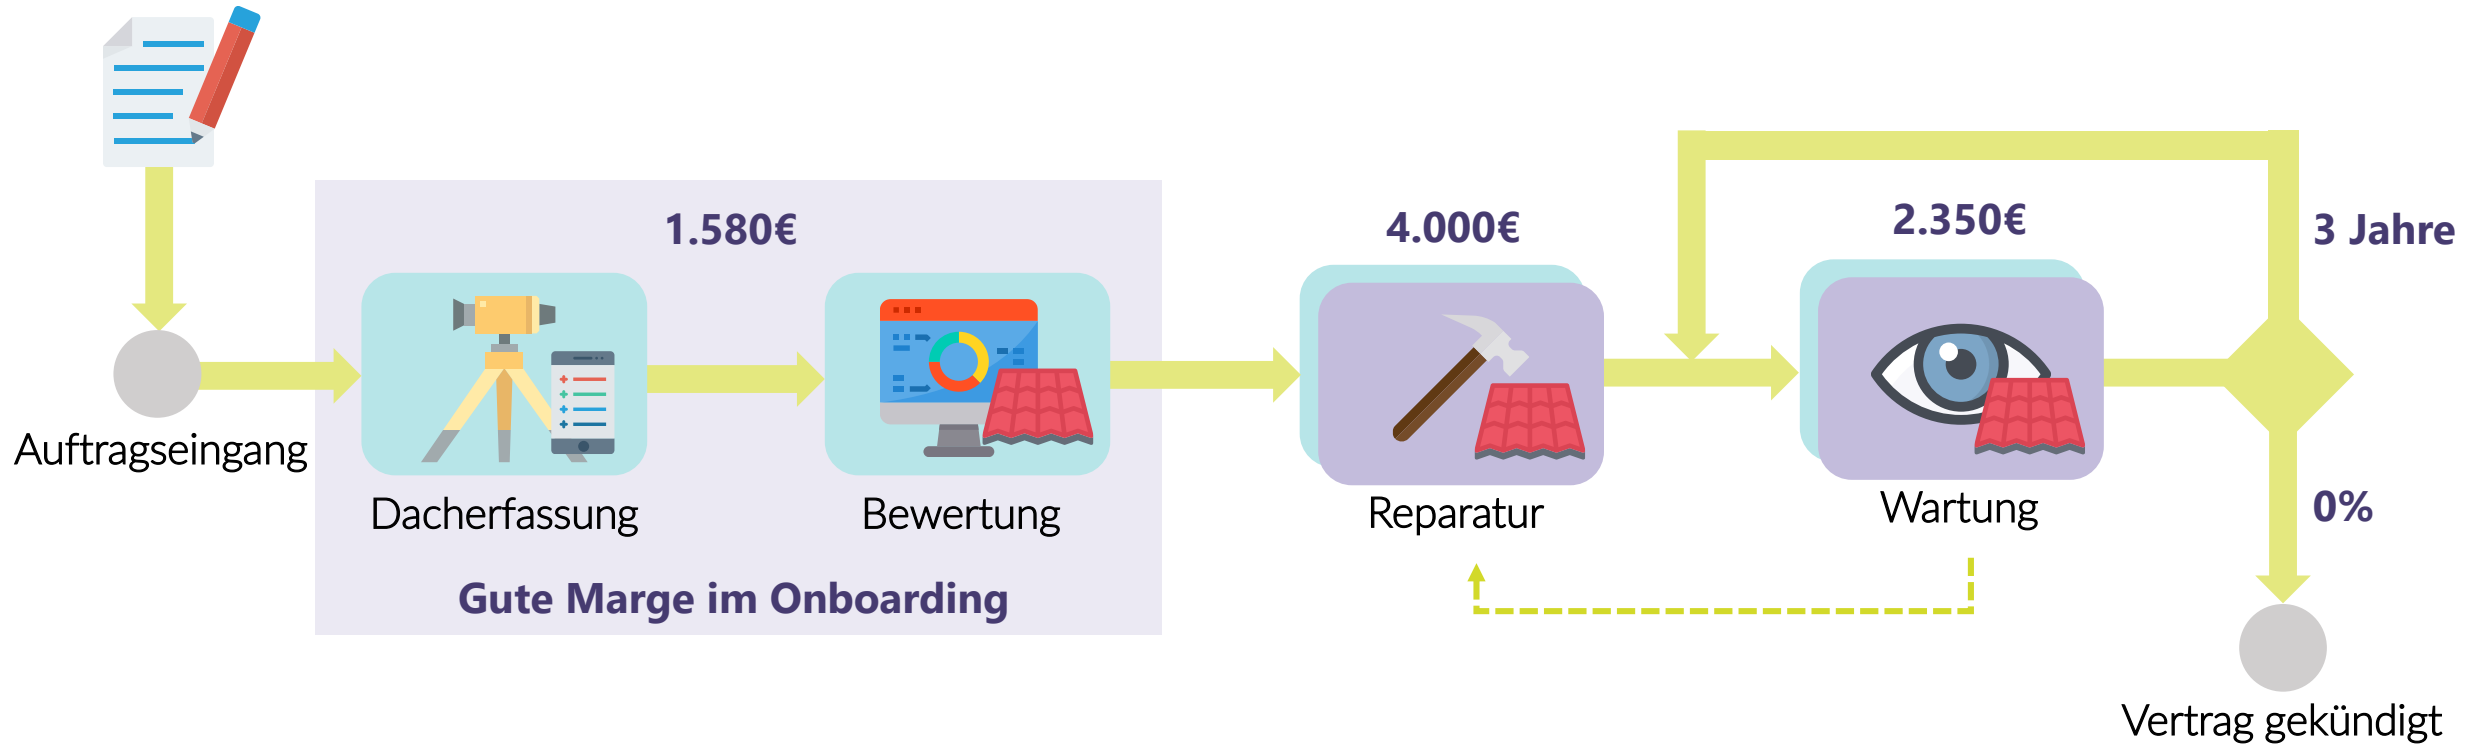 1.580€
4.000€
2.350€
3 Jahre
Auftragseingang
Dacherfassung
Bewertung
Reparatur
Wartung
0%
Gute Marge im Onboarding
Vertrag gekündigt